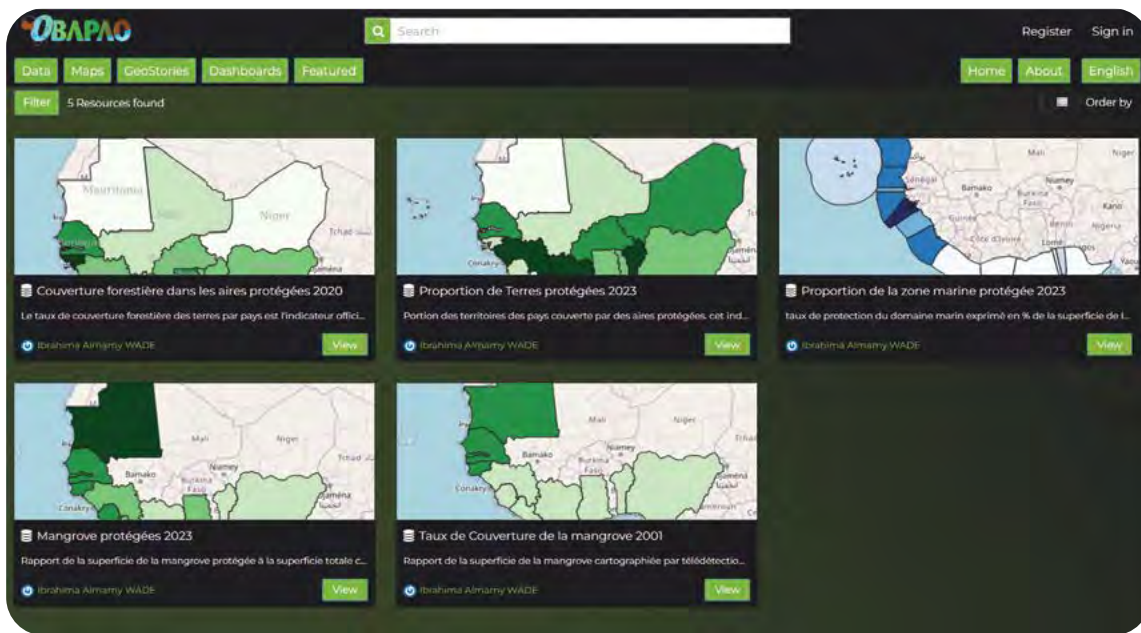 OBAPAO
Search
Register Sign in
Data Maps GeoStories Dashboards Featured
Home About English
Filter 5 Resources found
Order by
Mauritania
Niger
Tchad
Conakry
Mali Niger
Sénégal
Bamako
Niamey
Burkina
Faso
Kano
Guinée
Bénin
Nigeria
Côte d'Ivoire
Lomé
Couverture forestière dans les aires protégées 2020
Le taux de couverture forestière des terres par pays est l'indicateur offici...
Ibrahima Almamy WADE
View
Proportion de Terres protégées 2023
Portion des territoires des pays couverte par des aires protégées. cet ind...
Ibrahima Almamy WADE
View
Proportion de la zone marine protégée 2023
taux de protection du domaine marin exprimé en % de la superficie de l...
Ibrahima Almamy WADE
View
Mali
Niger
Tchad
Bamako
Niamey
Burkina
Faso
Conakry
Mali
Niger
Bamako
Niamey
Burkina
Faso
Conakry
Mangrove protégées 2023
Rapport de la superficie de la mangrove protégée à la superficie totale c...
Ibrahima Almamy WADE
View
Taux de Couverture de la mangrove 2001
Rapport de la superficie de la mangrove cartographiée par télédétectio...
Ibrahima Almamy WADE
View